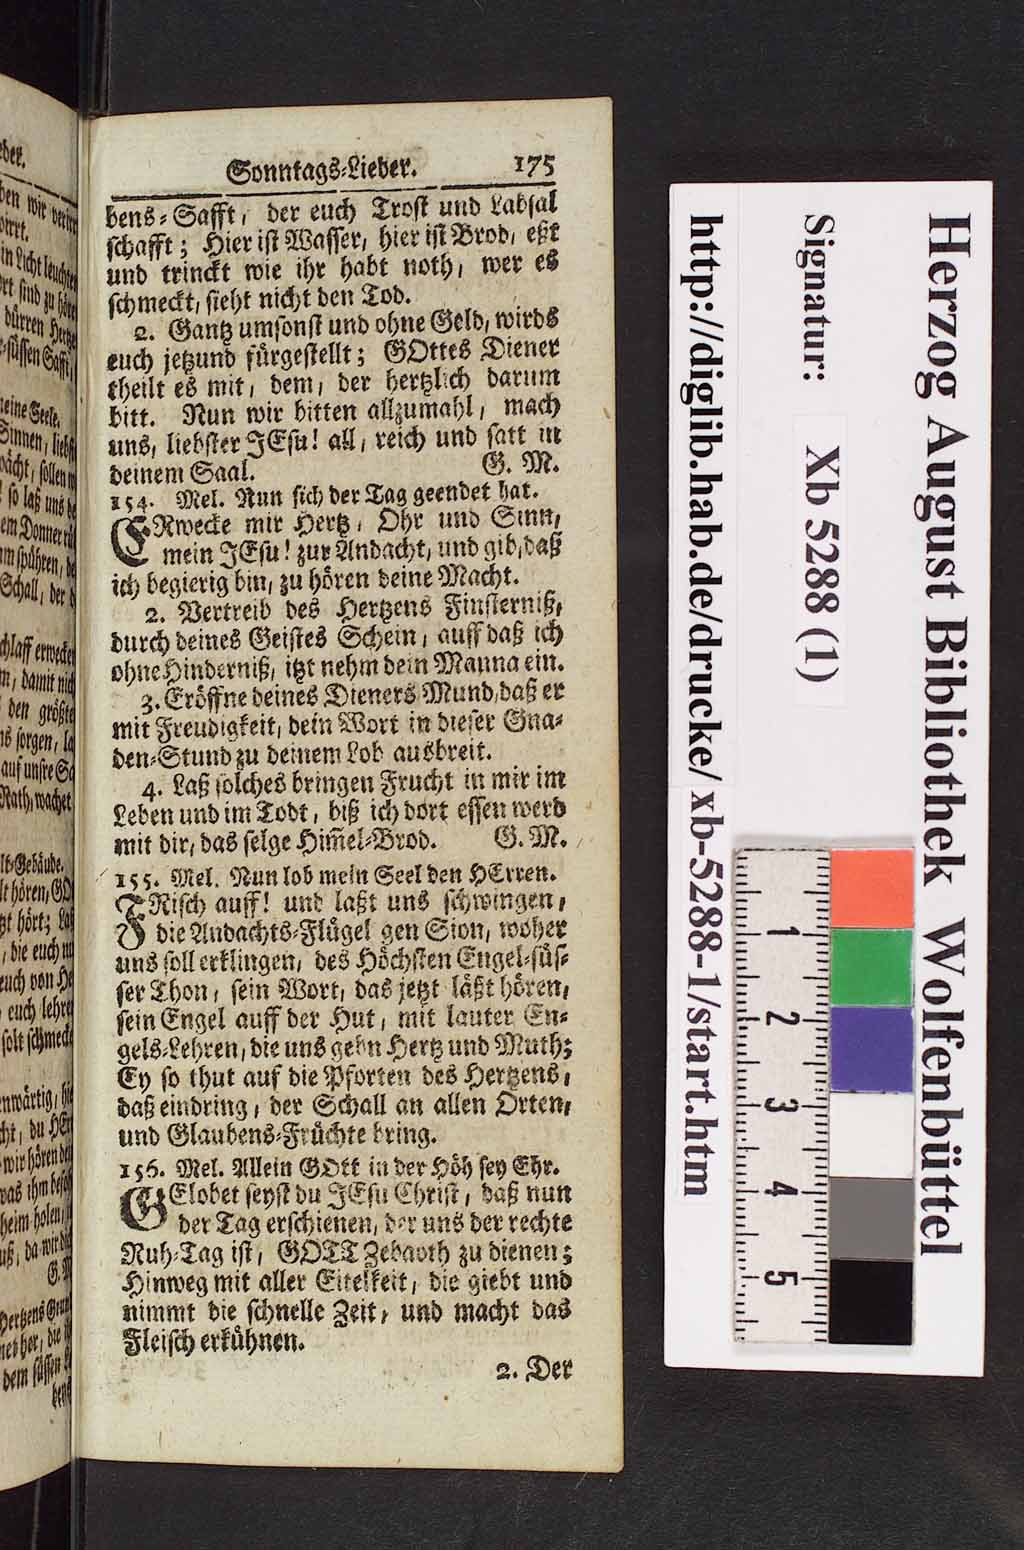 Sonntags-Lieder. 175
bens-Safft, der euch Trost und Labsal
schafft; Hier ist Wasser, hier ist Brod, eßt
und trinckt wie ihr habt noth, wer es
schmeckt, sieht nicht den Tod.
2. Gantz umsonst und ohne Geld, wirds
euch jetzund fürgestellt; GOttes Diener
theilt es mit, dem, der hertzlich darum
bitt. Nun wir bitten allzumahl, mach
uns, liebster JEsu! all, reich und satt in
deinem Saal. G. M.
154. Mel. Nun sich der Tag geendet hat.
ERwecke mir Hertz, Ohr und Sinn,
mein JEsu! zur Andacht, und gib, daß
ich begierig bin, zu hören deine Macht.
2. Vertreib des Hertzens Finsterniß,
durch deines Geistes Schein, auff daß ich
ohne Hinderniß, itzt nehm dein Manna ein.
3. Eröffne deines Dieners Mund, daß er
mit Freudigkeit, dein Wort in dieser Gna-
den-Stund zu deinem Lob ausbreit.
4. Laß solches bringen Frucht in mir im
Leben und im Todt, biß ich dort essen werd
mit dir, das selge Him̃el-Brod. G. M.
155. Mel. Nun lob mein Seel den HErren.
FRisch auff! und laßt uns schwingen,
die Andachts-Flügel gen Sion, woher
uns soll erklingen, des Höchsten Engel-süs-
ser Thon, sein Wort, das jetzt läßt hören,
sein Engel auff der Hut, mit lauter En-
gels-Lehren, die uns gebn Hertz und Muth;
Ey so thut auf die Pforten des Hertzens,
daß eindring, der Schall an allen Orten,
und Glaubens-Früchte bring.
156. Mel. Allein GOtt in der Höh sey Ehr.
GElobet seyst du JEsu Christ, daß nun
der Tag erschienen, der uns der rechte
Ruh-Tag ist, GOTT Zebaoth zu dienen;
Hinweg mit aller Eitelkeit, die giebt und
nimmt die schnelle Zeit, und macht das
Fleisch erkühnen.
2. Der
Herzog August Bibliothek Wolfenbüttel
Signatur: Xb 5288 (1)
http://diglib.hab.de/drucke/ xb-5288-1/start.htm
1
2
3
4
5